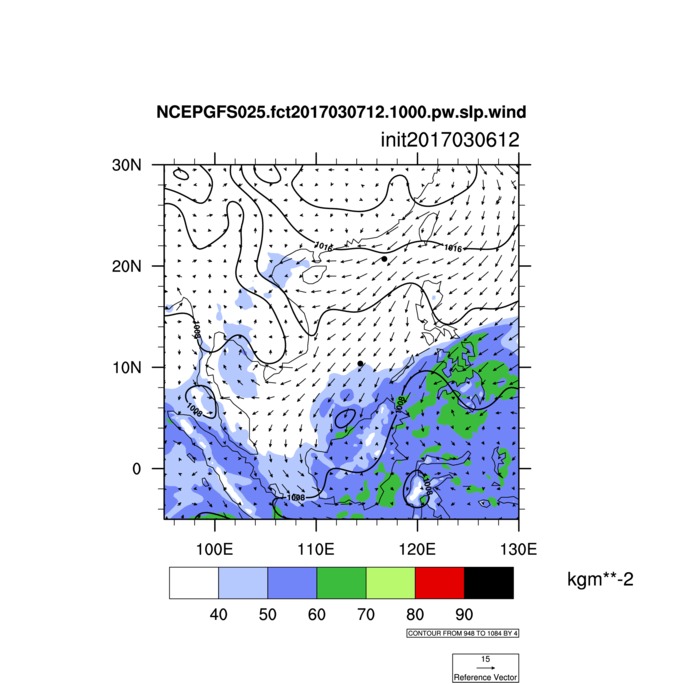 NCEPGFS025.fct2017030712.1000.pw.slp.wind
init2017030612
30N
1016
1016
20N
1008
10N
1008
1008
0
1008
1008
100E
110E
120E
130E
kgm**-2
40
50
60
70
80
90
CONTOUR FROM 948 TO 1084 BY 4
15
Reference Vector